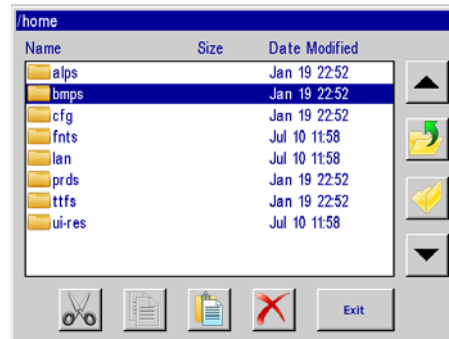 /home
Name Size Date Modified
alps Jan 19 22:52
bmps Jan 19 22:52
cfg Jan 19 22:52
fnts Jul 10 11:58
lan Jul 10 11:58
prds Jan 19 22:52
ttfs Jan 19 22:52
ui-res Jul 10 11:58
Exit